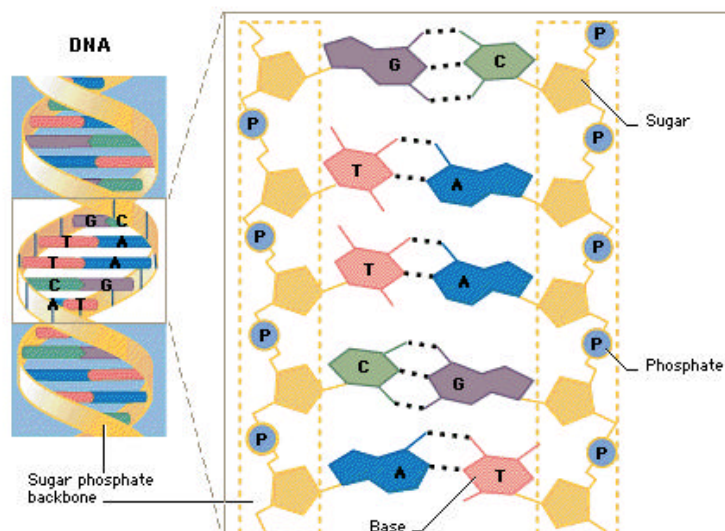 DNA
G C
T A
T A
C G
A T
Sugar phosphate
backbone
P
G C
Sugar
P P
T A
P P
T A
P P
Phosphate
C G
P P
A T
Base